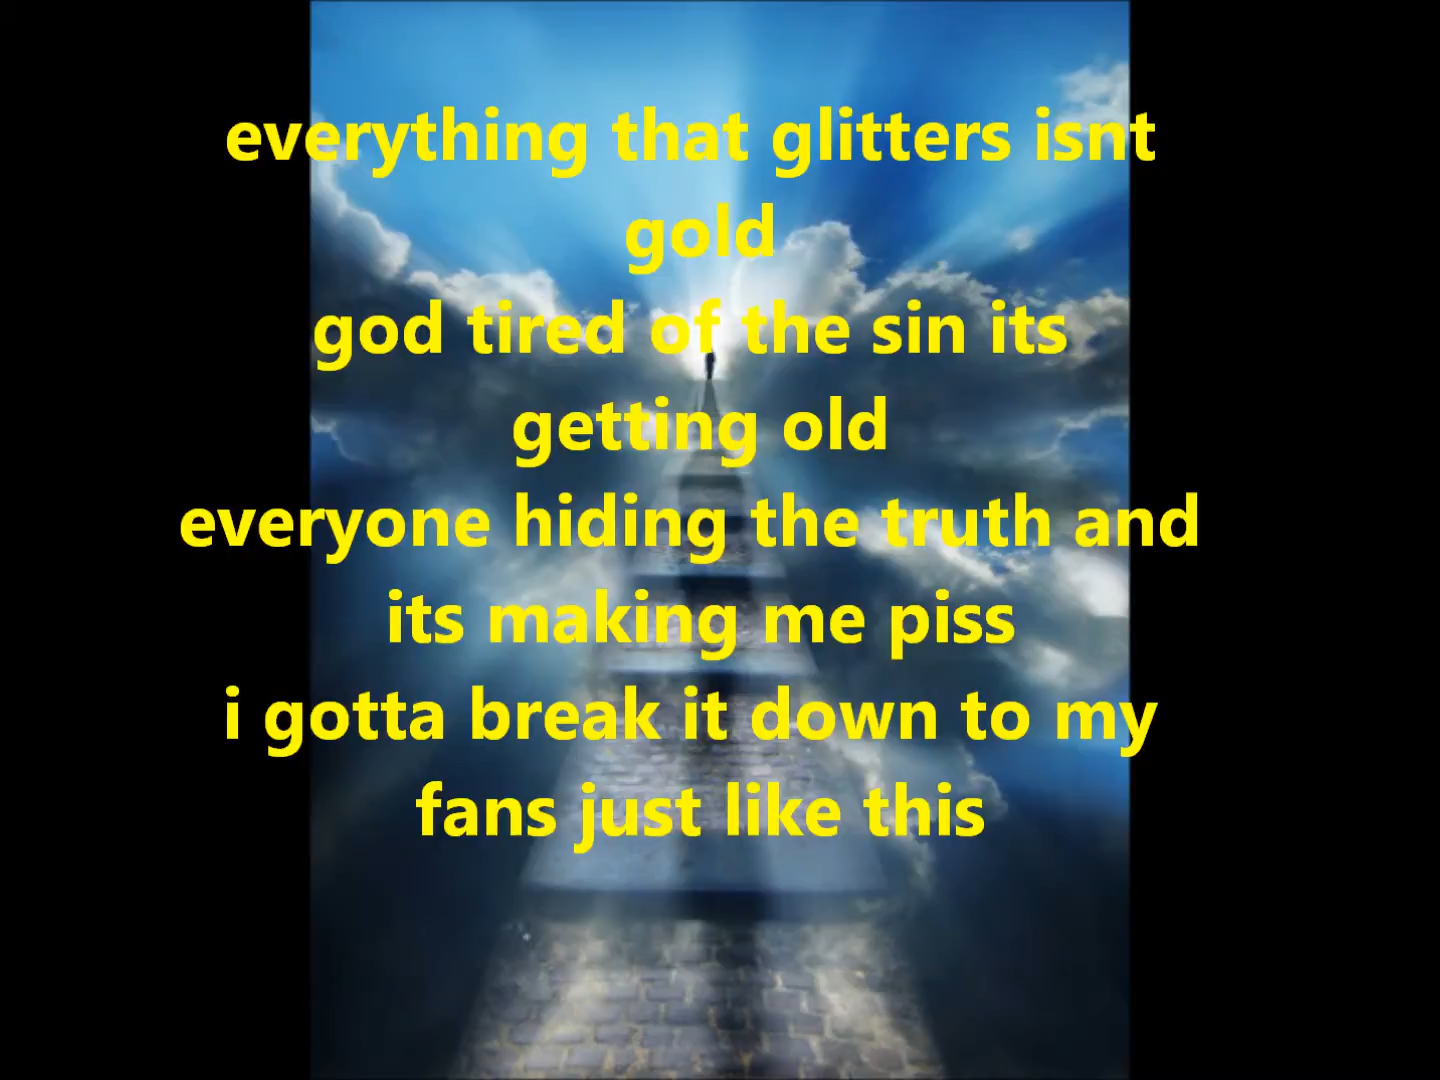 everything that glitters isnt
gold
god tired of the sin its
getting old
everyone hiding the truth and
its making me piss
i gotta break it down to my
fans just like this